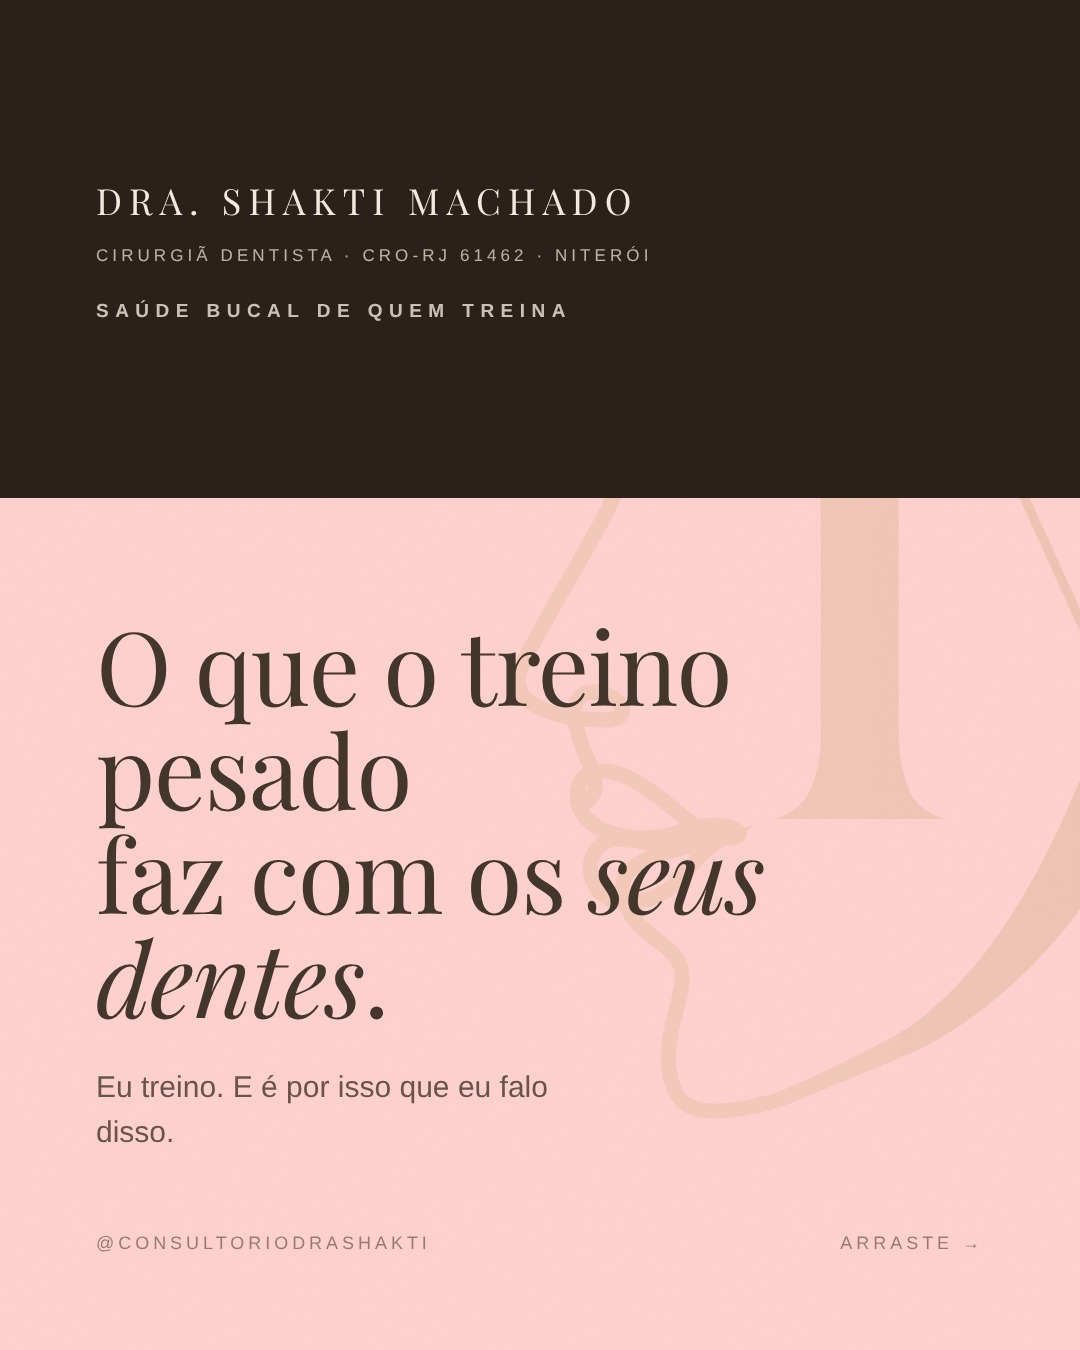 DRA. SHAKTI MACHADO
CIRURGIÃ DENTISTA · CRO-RJ 61462 · NITERÓI
SAÚDE BUCAL DE QUEM TREINA
O que o treino
pesado
faz com os seus
dentes.
Eu treino. E é por isso que eu falo
disso.
@CONSULTORIODRASHAKTI
ARRASTE →